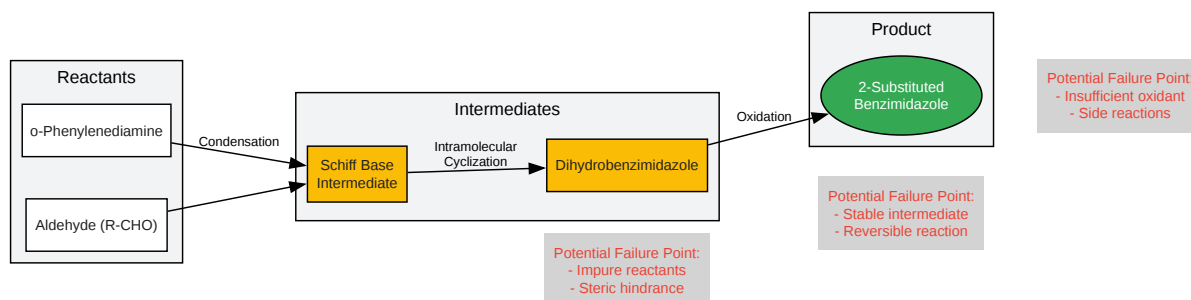 Reactants
o-Phenylenediamine
Aldehyde (R-CHO)
Condensation
Intermediates
Schiff Base
Intermediate
Intramolecular
Cyclization
Dihydrobenzimidazole
Oxidation
Product
2-Substituted
Benzimidazole
Potential Failure Point:
- Impure reactants
- Steric hindrance
Potential Failure Point:
- Stable intermediate
- Reversible reaction
Potential Failure Point:
- Insufficient oxidant
- Side reactions